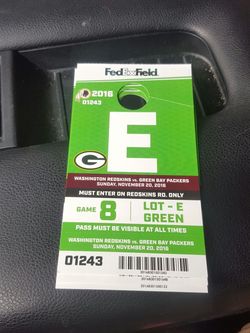 FedExField
2016
01243
E
G
WASHINGTON REDSKINS vs. GREEN BAY PACKERS
SUNDAY, NOVEMBER 20, 2016
MUST ENTER ON REDSKINS RD. ONLY
GAME 8
LOT - E
GREEN
PASS MUST BE VISIBLE AT ALL TIMES
WASHINGTON REDSKINS vs. GREEN BAY PACKERS
SUNDAY, NOVEMBER 20, 2016
01243